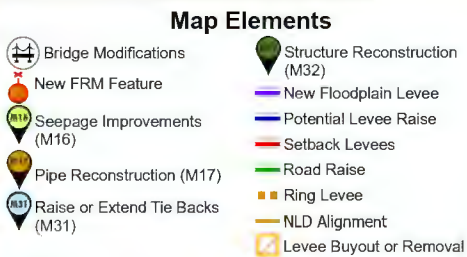 Map Elements
Bridge Modifications
New FRM Feature
M16
Seepage Improvements
(M16)
Pipe Reconstruction (M17)
M31
Raise or Extend Tie Backs
(M31)
Structure Reconstruction
(M32)
New Floodplain Levee
Potential Levee Raise
Setback Levees
Road Raise
Ring Levee
NLD Alignment
Levee Buyout or Removal